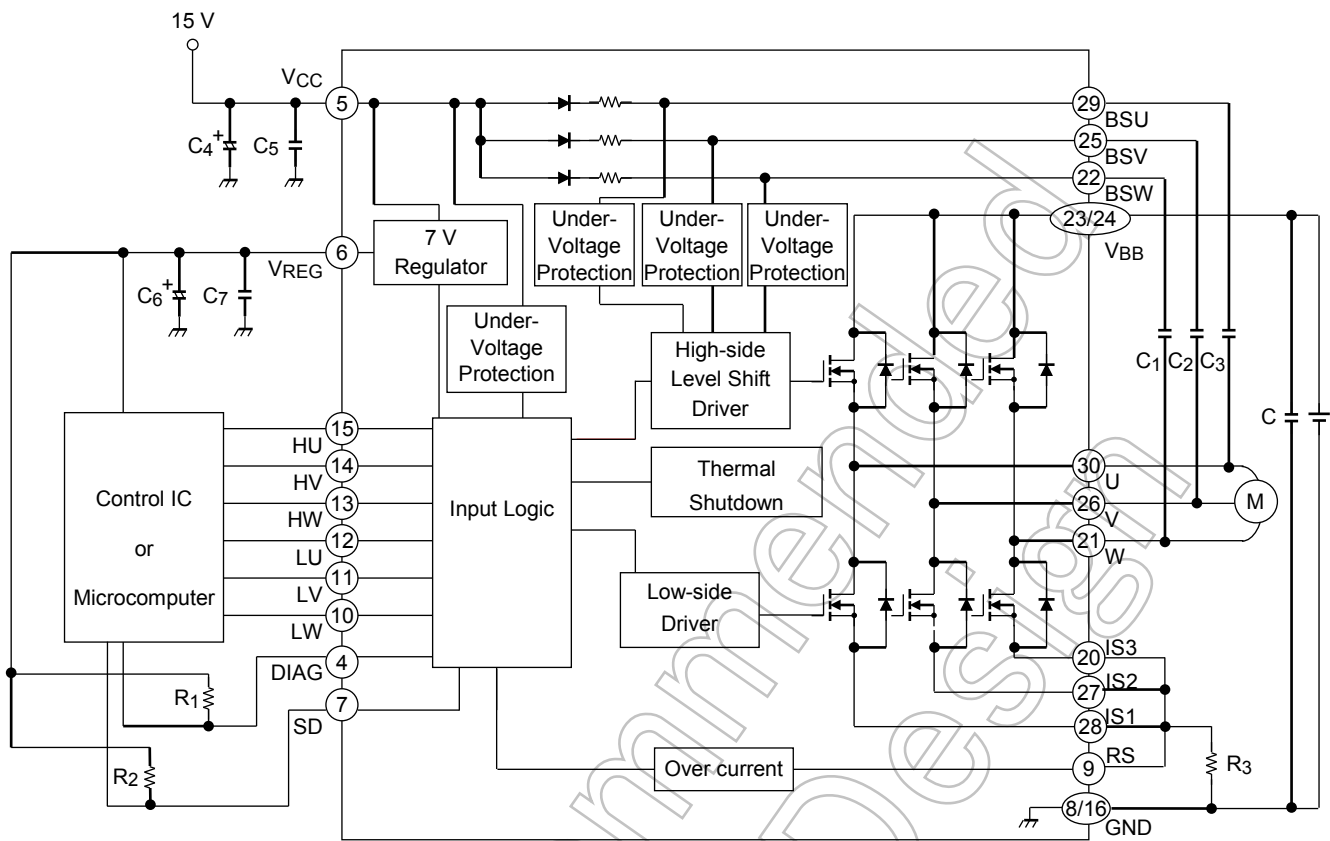 15 V
VCC
5
C4
+
C5
29
BSU
25
BSV
22
BSW
23/24
VBB
Under-
Voltage
Protection
Under-
Voltage
Protection
Under-
Voltage
Protection
7 V
Regulator
6
VREG
C6
+
C7
Under-
Voltage
Protection
High-side
Level Shift
Driver
C1
C2
C3
C
Control IC
or
Microcomputer
15
HU
14
HV
13
HW
12
LU
11
LV
10
LW
4
DIAG
7
SD
Input Logic
Thermal
Shutdown
Low-side
Driver
30
U
26
V
21
W
M
20
IS3
27
IS2
28
IS1
9
RS
R1
R2
R3
Over current
8/16
GND
mmended
Design